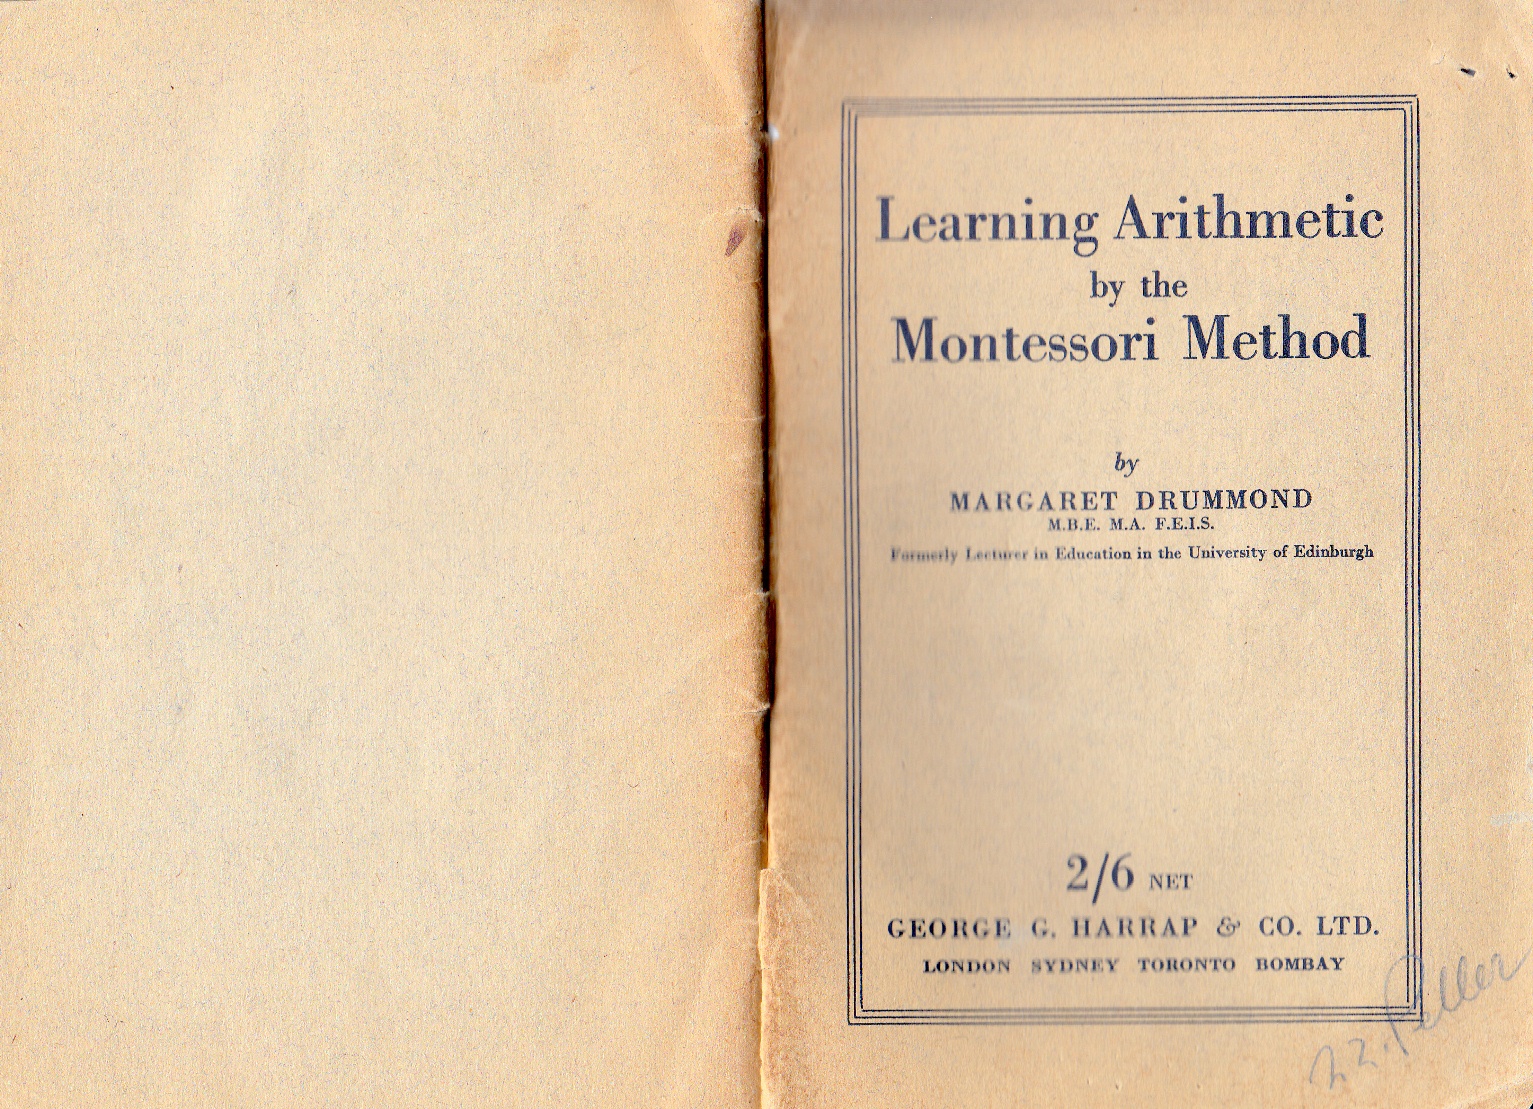 Learning Arithmetic
by the
Montessori Method
by
MARGARET DRUMMOND
M.B.E. M.A. F.E.I.S.
Formerly Lecturer in Education in the University of Edinburgh
2/6 NET
GEORGE G. HARRAP & CO. LTD.
LONDON SYDNEY TORONTO BOMBAY
Peller